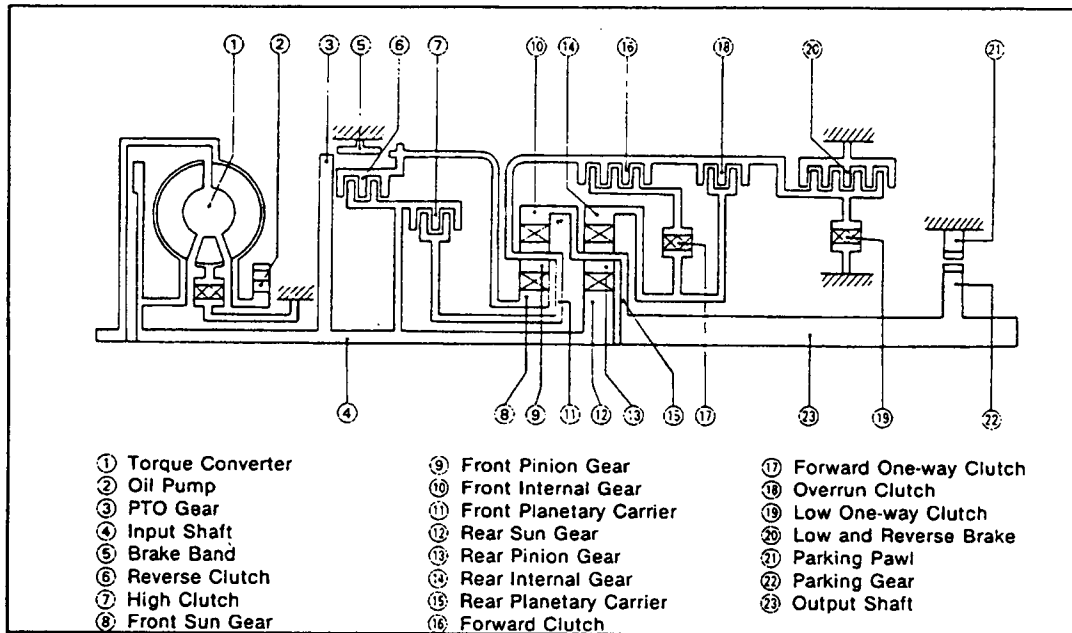 ① ② ③ ⑤ ⑥ ⑦ ⑩ ⑭ ⑯ ⑱ ⑳ ㉑
④ ⑧ ⑨ ⑪ ⑫ ⑬ ⑮ ⑰ ㉓ ⑲ ㉒
① Torque Converter
② Oil Pump
③ PTO Gear
④ Input Shaft
⑤ Brake Band
⑥ Reverse Clutch
⑦ High Clutch
⑧ Front Sun Gear
⑨ Front Pinion Gear
⑩ Front Internal Gear
⑪ Front Planetary Carrier
⑫ Rear Sun Gear
⑬ Rear Pinion Gear
⑭ Rear Internal Gear
⑮ Rear Planetary Carrier
⑯ Forward Clutch
⑰ Forward One-way Clutch
⑱ Overrun Clutch
⑲ Low One-way Clutch
⑳ Low and Reverse Brake
㉑ Parking Pawl
㉒ Parking Gear
㉓ Output Shaft